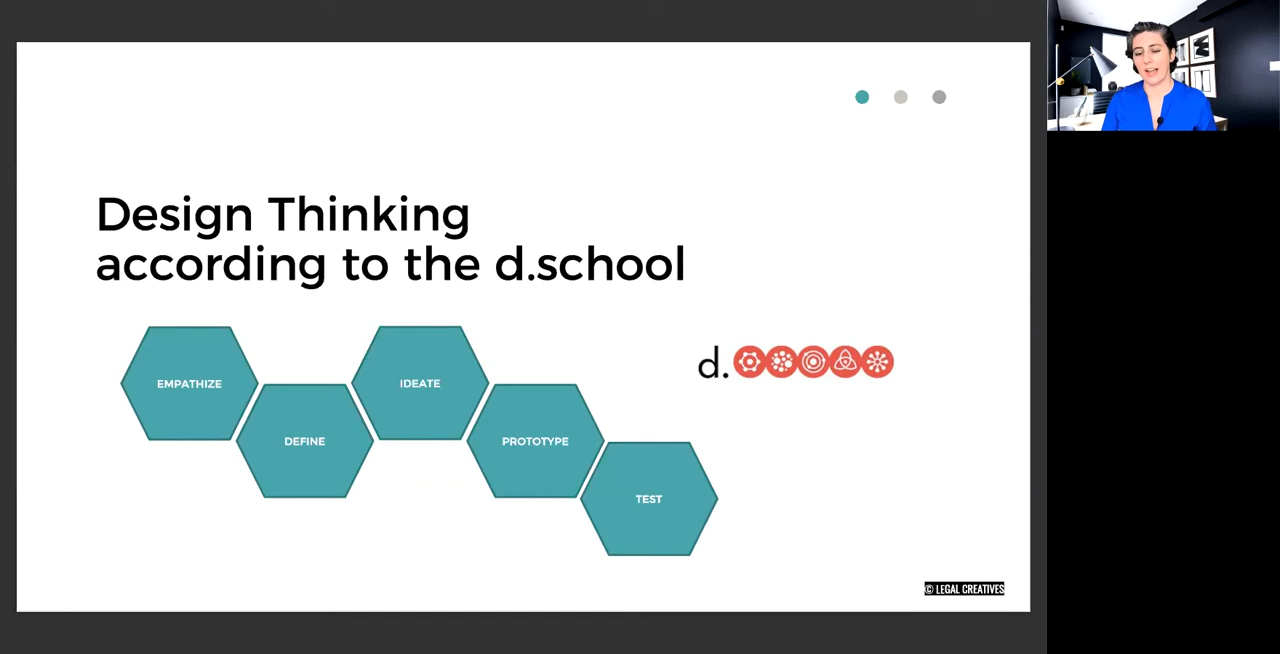 Design Thinking
according to the d.school
EMPATHIZE
IDEATE
DEFINE
PROTOTYPE
TEST
d.
© LEGAL CREATIVES